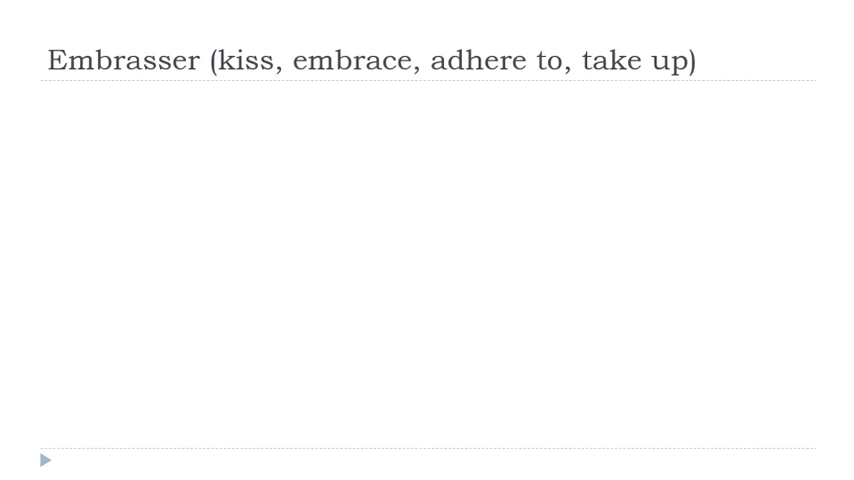 Embrasser (kiss, embrace, adhere to, take up)